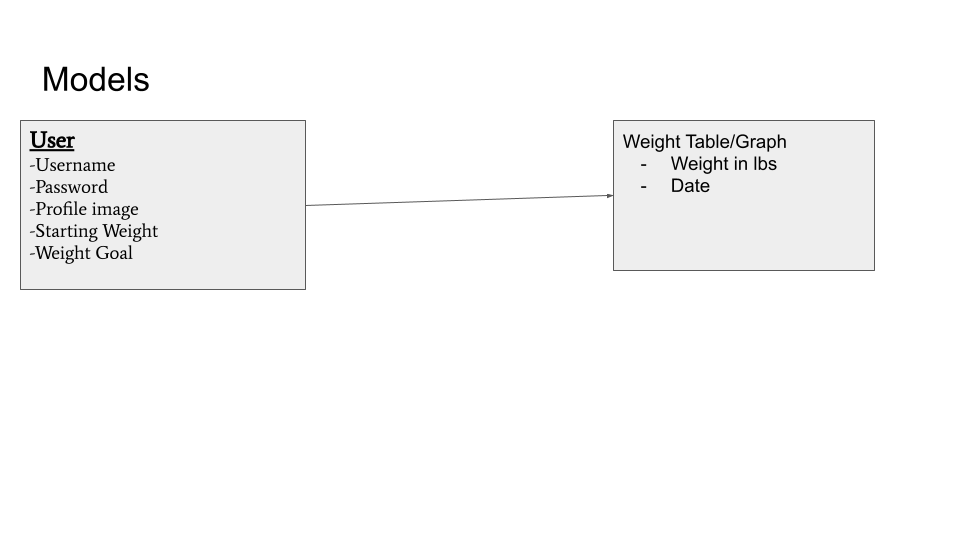 Models
User
-Username
-Password
-Profile image
-Starting Weight
-Weight Goal
Weight Table/Graph
- Weight in lbs
- Date